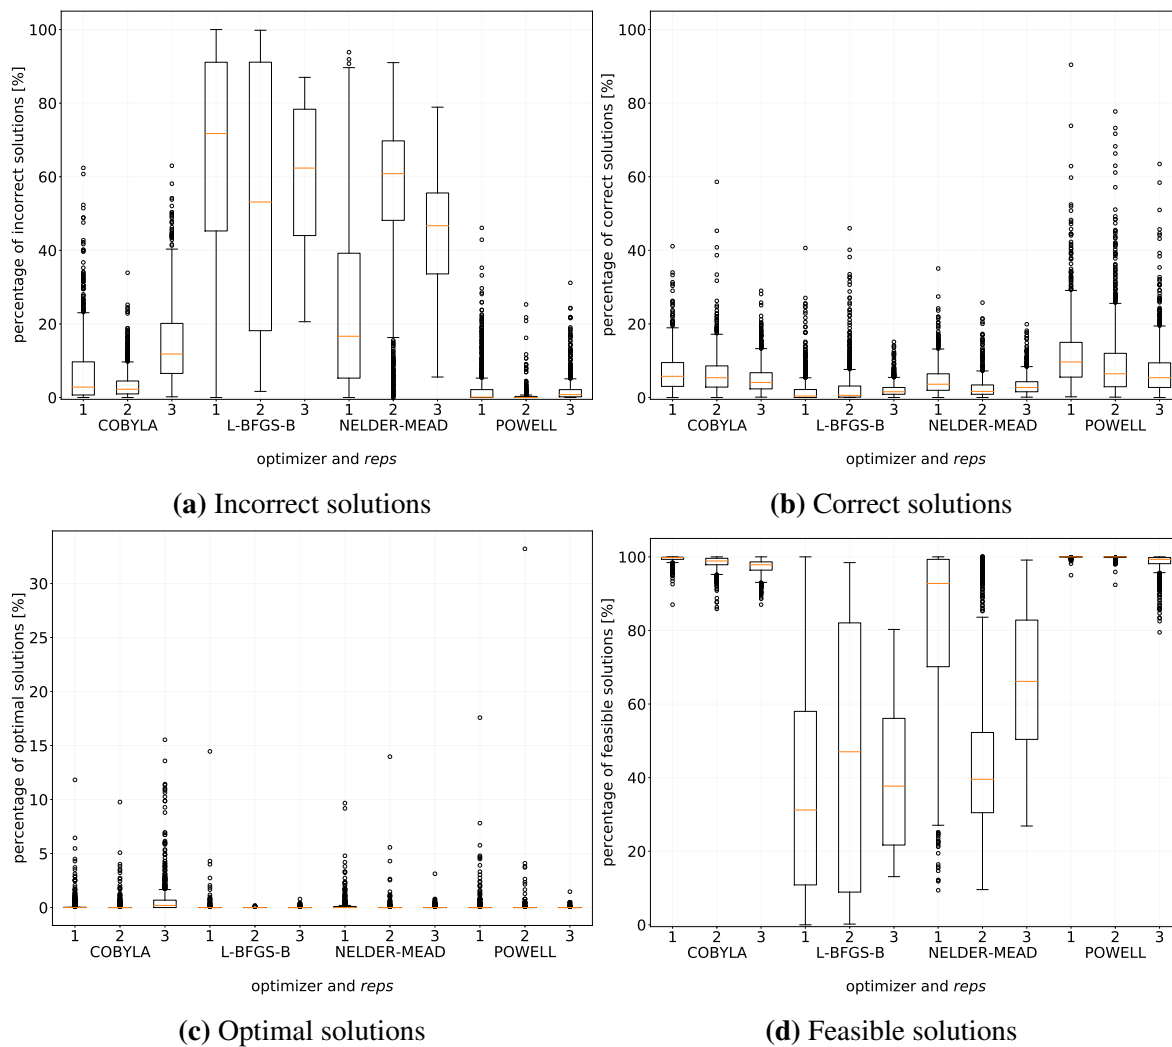 percentage of incorrect solutions [%]
100
80
60
40
20
0
1 2 3 1 2 3 1 2 3 1 2 3
COBYLA L-BFGS-B NELDER-MEAD POWELL
optimizer and reps
(a) Incorrect solutions
percentage of correct solutions [%]
100
80
60
40
20
0
1 2 3 1 2 3 1 2 3 1 2 3
COBYLA L-BFGS-B NELDER-MEAD POWELL
optimizer and reps
(b) Correct solutions
percentage of optimal solutions [%]
30
25
20
15
10
5
0
1 2 3 1 2 3 1 2 3 1 2 3
COBYLA L-BFGS-B NELDER-MEAD POWELL
optimizer and reps
(c) Optimal solutions
percentage of feasible solutions [%]
100
80
60
40
20
0
1 2 3 1 2 3 1 2 3 1 2 3
COBYLA L-BFGS-B NELDER-MEAD POWELL
optimizer and reps
(d) Feasible solutions